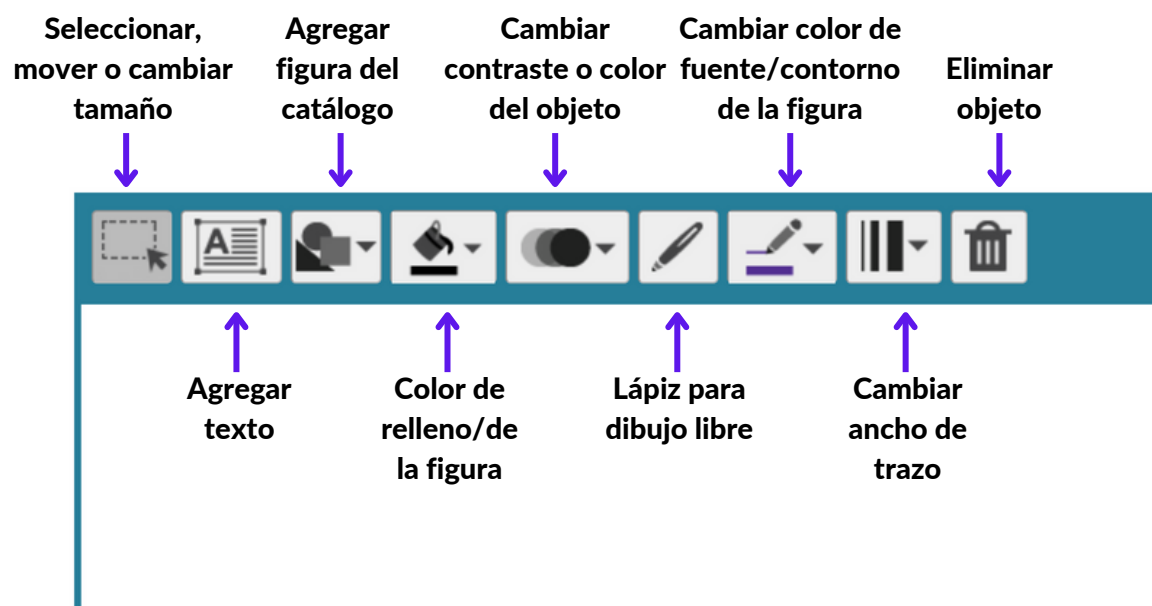 Seleccionar,
mover o cambiar
tamaño
Agregar
figura del
catálogo
Cambiar
contraste o color
del objeto
Cambiar color de
fuente/contorno
de la figura
Eliminar
objeto
A
Agregar
texto
Color de
relleno/de
la figura
Lápiz para
dibujo libre
Cambiar
ancho de
trazo